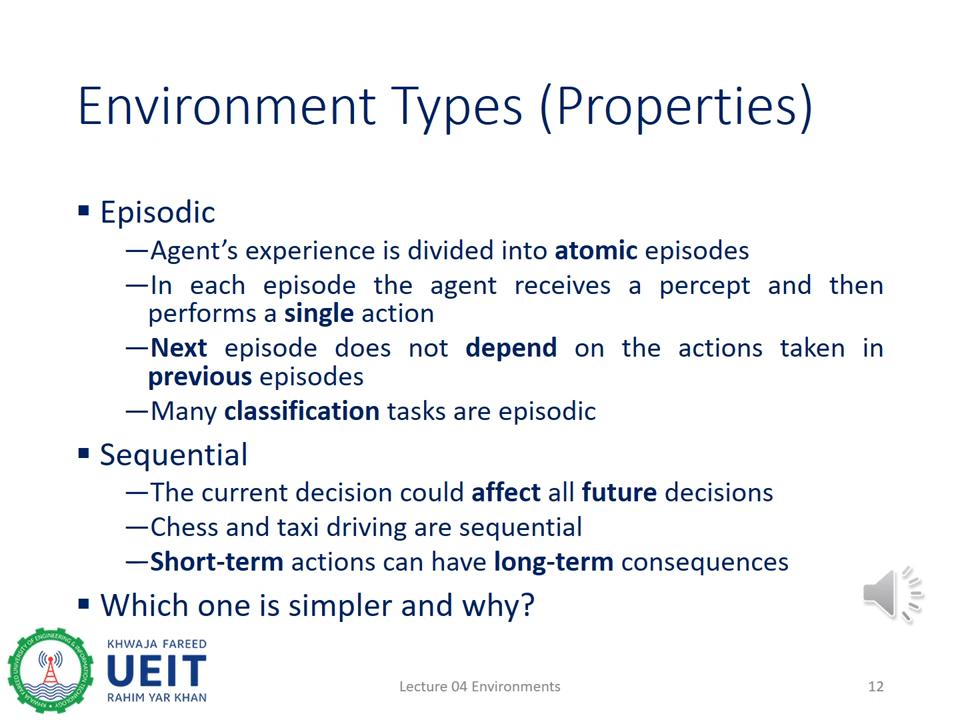 Environment Types (Properties)
▪ Episodic
—Agent’s experience is divided into atomic episodes
—In each episode the agent receives a percept and then
performs a single action
—Next episode does not depend on the actions taken in
previous episodes
—Many classification tasks are episodic
▪ Sequential
—The current decision could affect all future decisions
—Chess and taxi driving are sequential
—Short-term actions can have long-term consequences
▪ Which one is simpler and why?
KHWAJA FAREED
UEIT
RAHIM YAR KHAN
Lecture 04 Environments
12